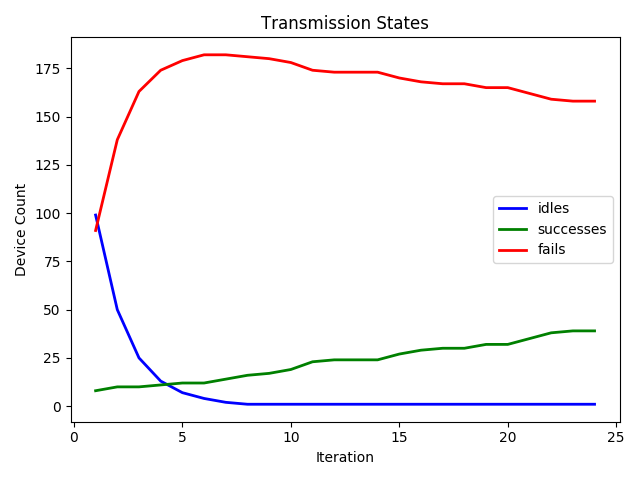 Transmission States
Device Count
175
150
125
100
75
50
25
0
idles
successes
fails
0 5 10 15 20 25
Iteration